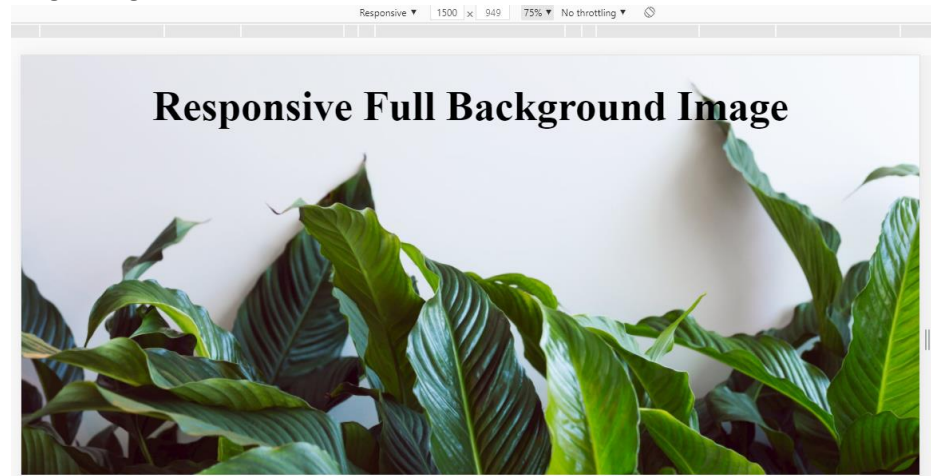 Responsive ▼ 1500 x 949 75% ▼ No throttling ▼
Responsive Full Background Image